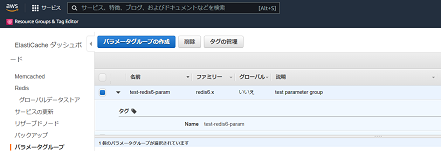 aws
サービス
サービス、特徴、ブログ、およびドキュメントなどを検索
[Alt+S]
Resource Groups & Tag Editor
ElastiCache ダッシュボード
Memcached
Redis
グローバルデータストア
サービスの更新
リザーブドノード
バックアップ
パラメータグループ
パラメータグループの作成
削除
タグの管理
名前
ファミリー
グローバル
説明
test-redis6-param
redis6.x
いいえ
test parameter group
タグ
Name test-redis6-param
1 個のパラメータグループが選択されています